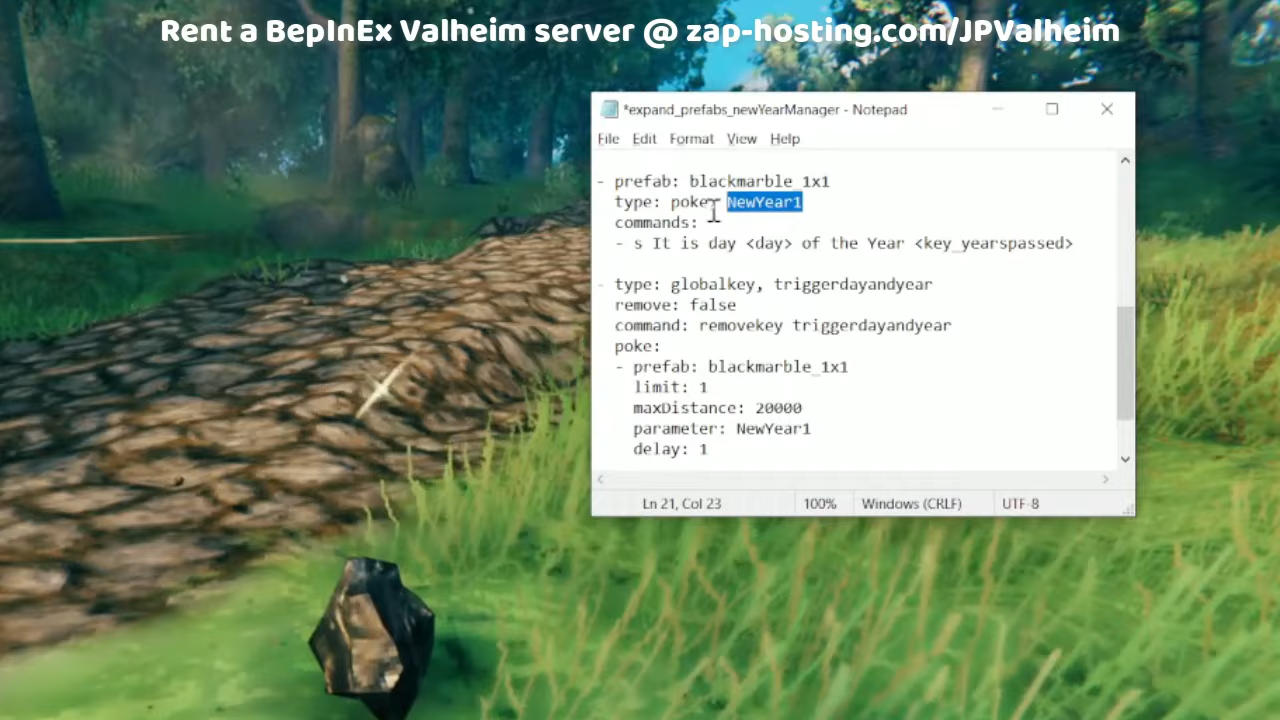 Rent a BepInEx Valheim server @ zap-hosting.com/JPValheim
*expand_prefabs_newYearManager - Notepad
File Edit Format View Help
- prefab: blackmarble_1x1
type: poke, NewYear1
commands:
- s It is day <day> of the Year <key_yearspassed>
- type: globalkey, triggerdayandyear
remove: false
command: removekey triggerdayandyear
poke:
- prefab: blackmarble_1x1
limit: 1
maxDistance: 20000
parameter: NewYear1
delay: 1
Ln 21, Col 23 100% Windows (CRLF) UTF-8